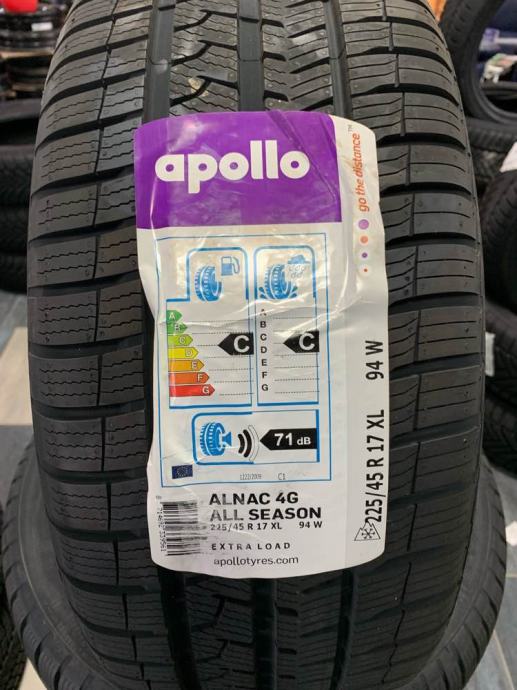 apollo
™
go the distance
A
B
C
D
E
F
G
C
A
B
C
D
E
F
G
C
71 dB
1222/2009 C1
ALNAC 4G
ALL SEASON
225/45 R 17 XL 94 W
EXTRA LOAD
apollotyres.com
225/45 R 17 XL 94 W